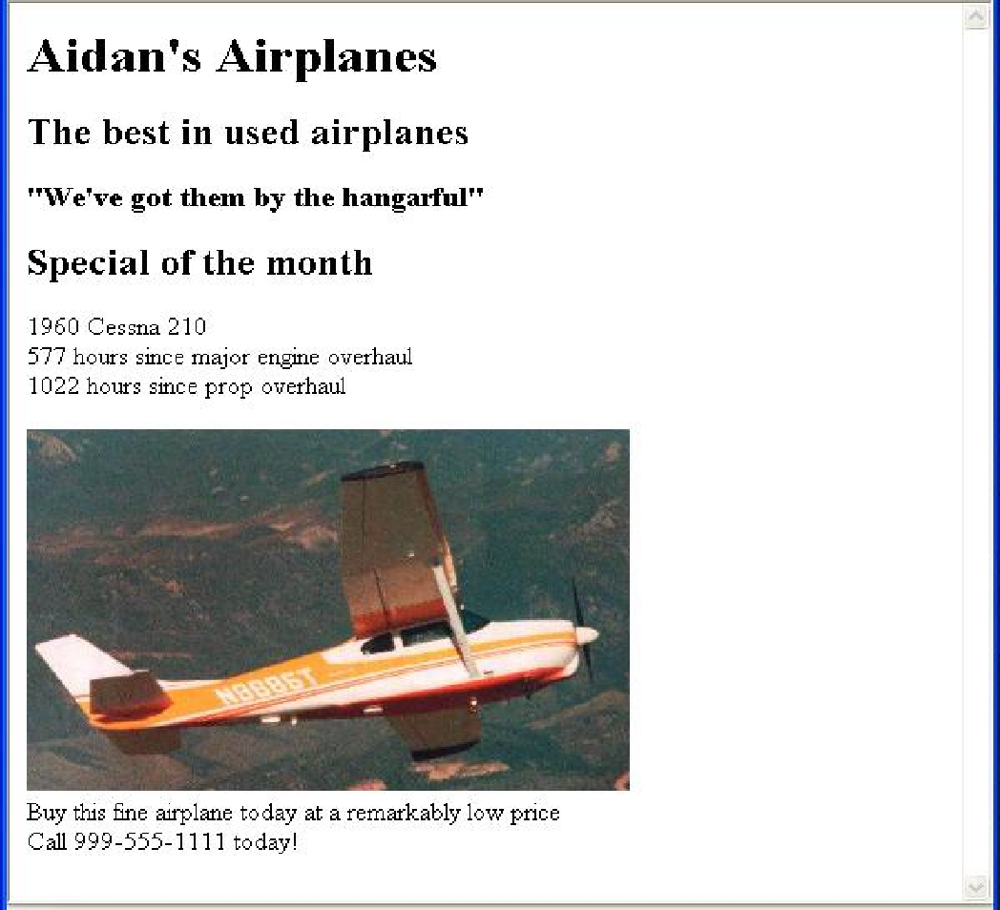 Aidan's Airplanes
The best in used airplanes
"We've got them by the hangarful"
Special of the month
1960 Cessna 210
577 hours since major engine overhaul
1022 hours since prop overhaul
Buy this fine airplane today at a remarkably low price
Call 999-555-1111 today!